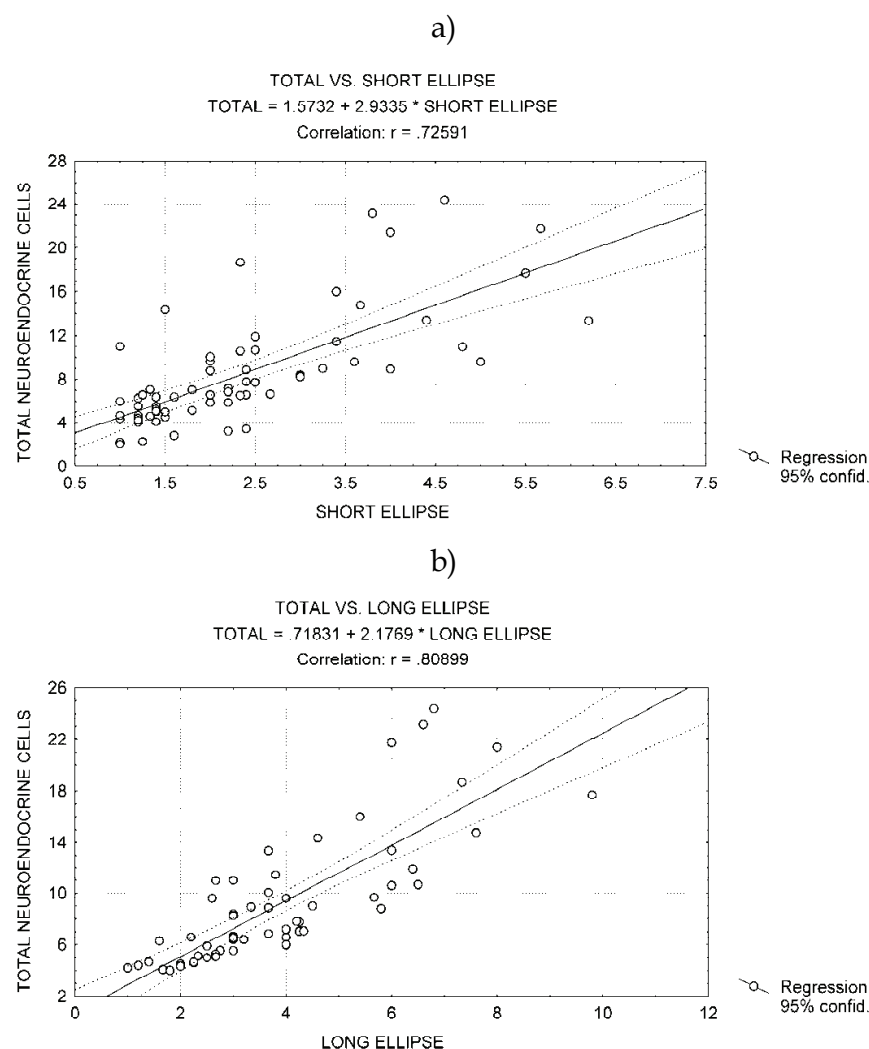 a)
TOTAL VS. SHORT ELLIPSE
TOTAL = 1.5732 + 2.9335 * SHORT ELLIPSE
Correlation: r = .72591
TOTAL NEUROENDOCRINE CELLS
28
24
20
16
12
8
4
0
0.5 1.5 2.5 3.5 4.5 5.5 6.5 7.5
SHORT ELLIPSE
Regression
95% confid.
b)
TOTAL VS. LONG ELLIPSE
TOTAL = .71831 + 2.1769 * LONG ELLIPSE
Correlation: r = .80899
TOTAL NEUROENDOCRINE CELLS
26
22
18
14
10
6
2
0 2 4 6 8 10 12
LONG ELLIPSE
Regression
95% confid.